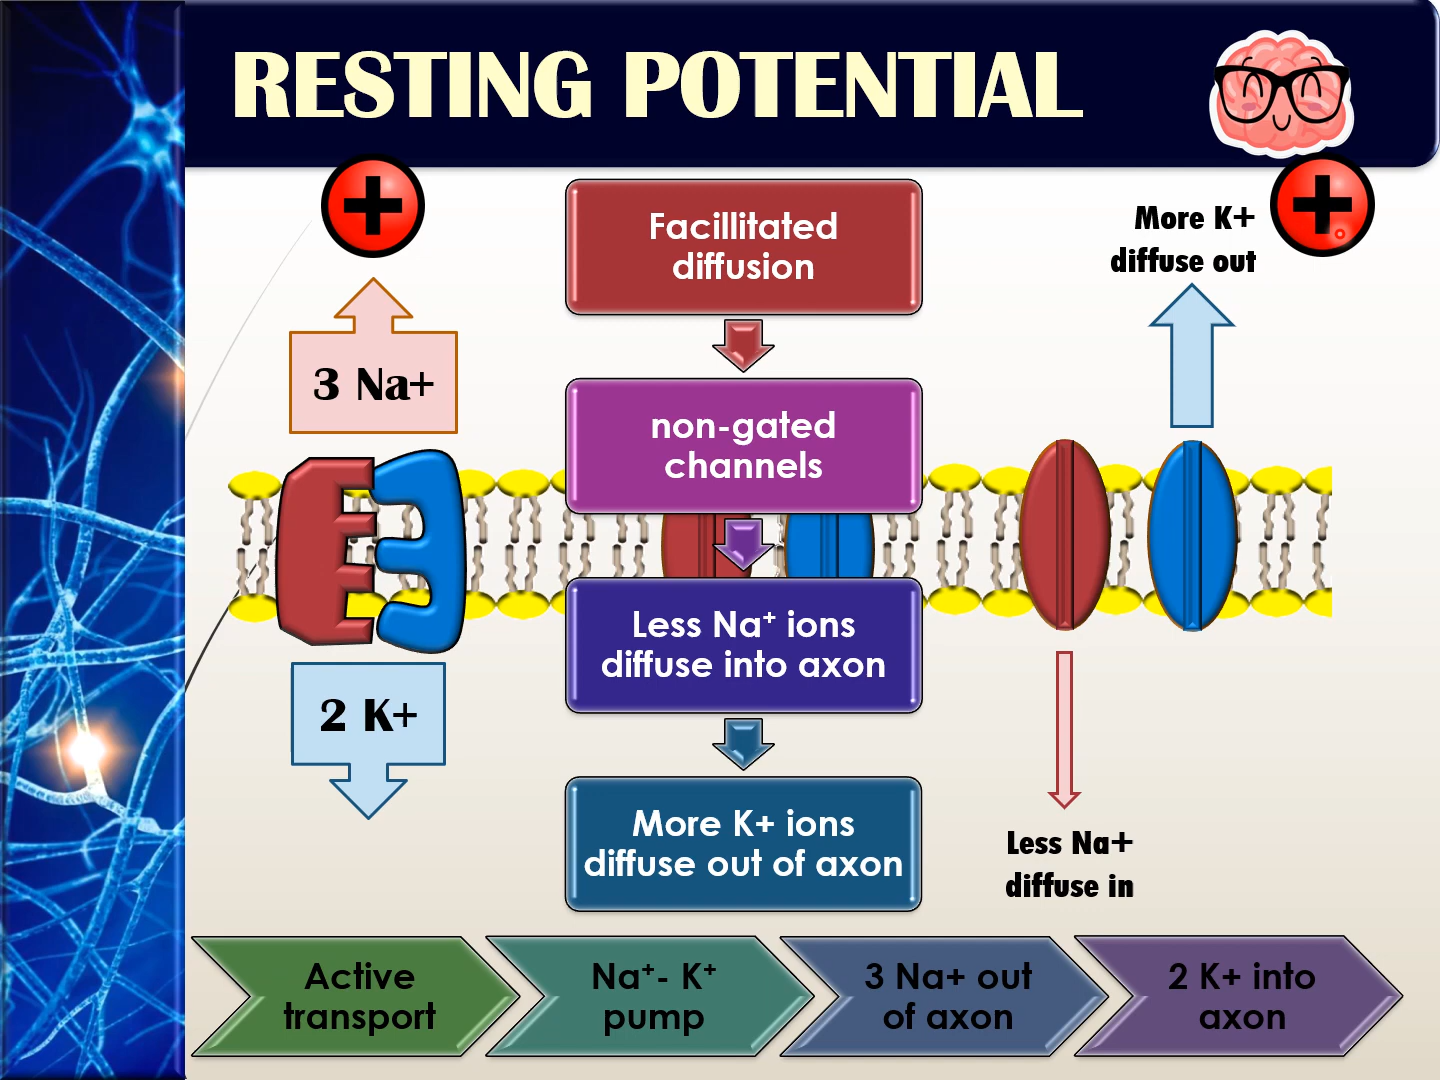 RESTING POTENTIAL
More K+
diffuse out
3 Na+
2 K+
Facillitated
diffusion
non-gated
channels
Less Na⁺ ions
diffuse into axon
More K+ ions
diffuse out of axon
Less Na+
diffuse in
Active
transport
Na⁺- K⁺
pump
3 Na+ out
of axon
2 K+ into
axon